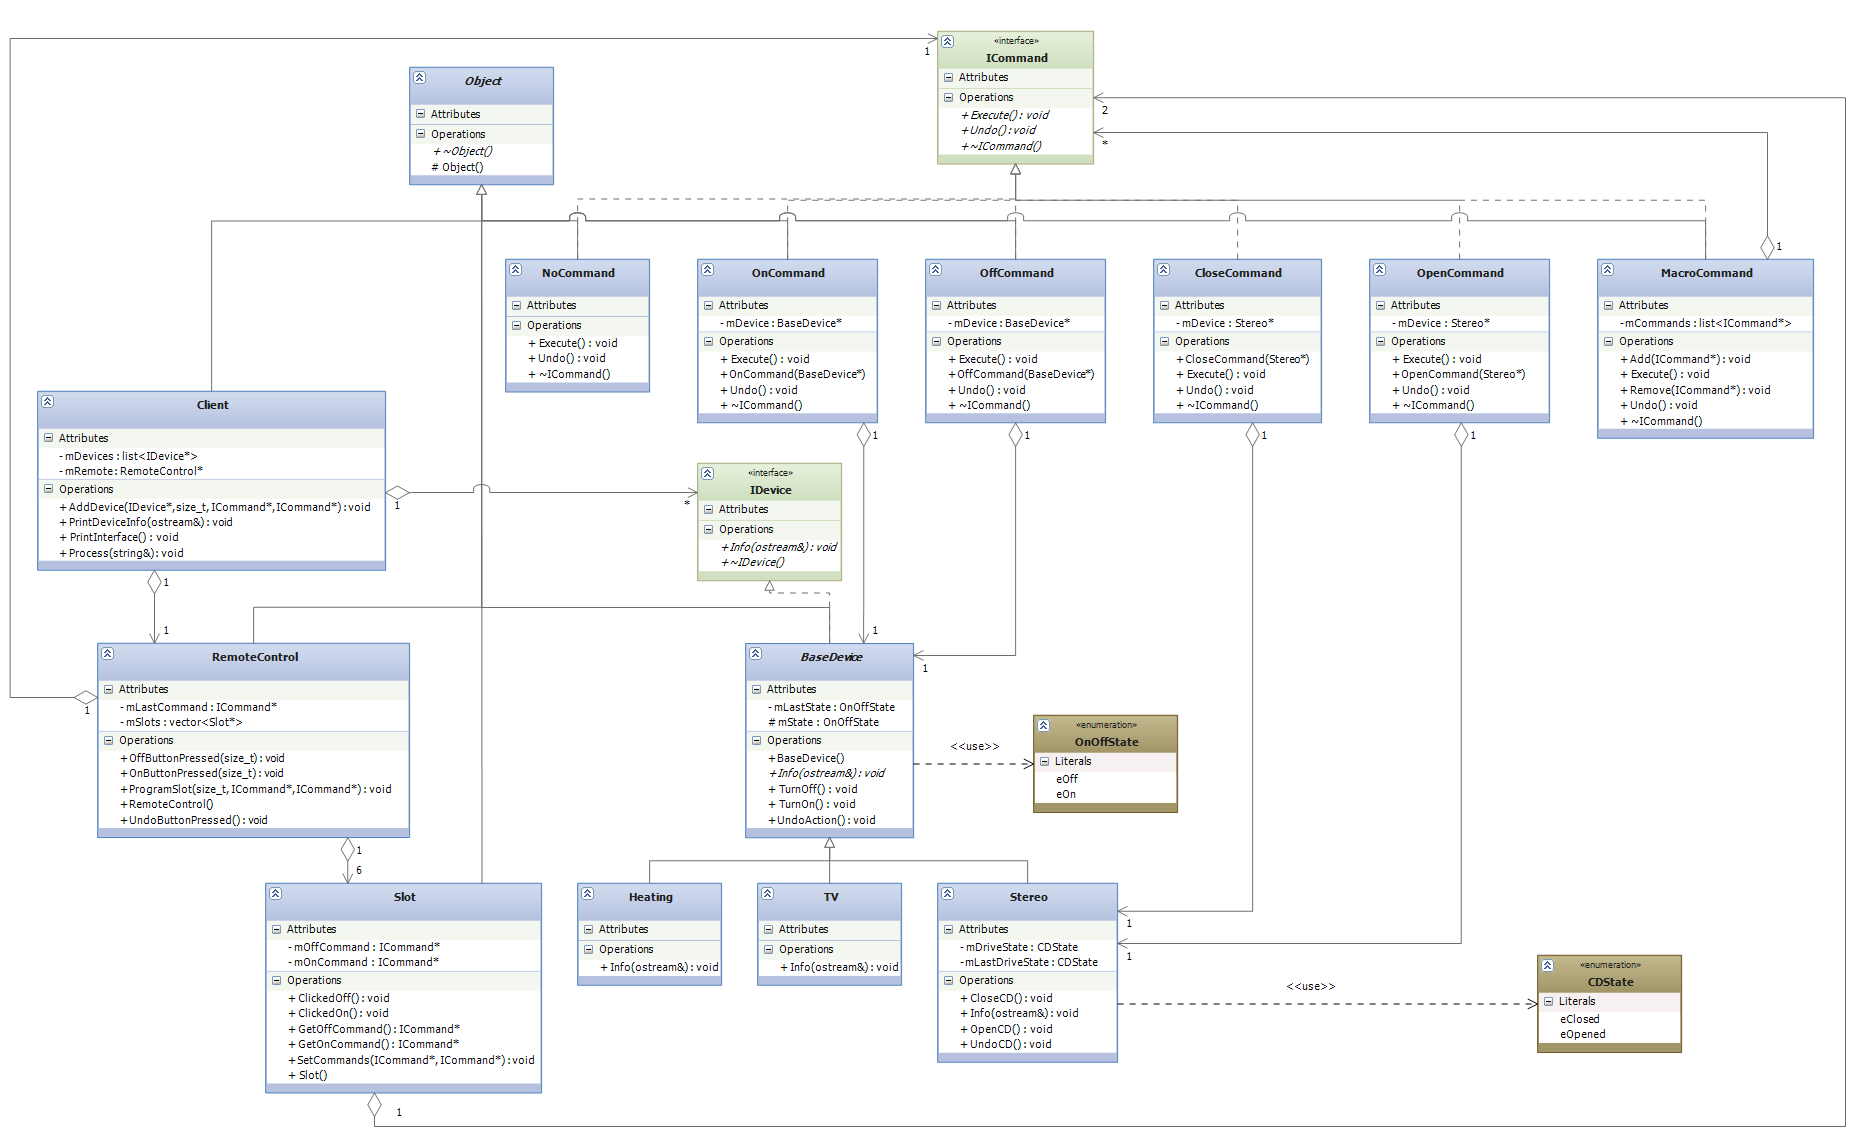 «interface»
ICommand
Attributes
Operations
+ Execute() : void
+ Undo() : void
+ ~ICommand()
1
2
*
Object
Attributes
Operations
+ ~Object()
# Object()
NoCommand
Attributes
Operations
+ Execute() : void
+ Undo() : void
+ ~ICommand()
OnCommand
Attributes
- mDevice : BaseDevice*
Operations
+ Execute() : void
+ OnCommand(BaseDevice*)
+ Undo() : void
+ ~ICommand()
1
OffCommand
Attributes
- mDevice : BaseDevice*
Operations
+ Execute() : void
+ OffCommand(BaseDevice*)
+ Undo() : void
+ ~ICommand()
1
CloseCommand
Attributes
- mDevice : Stereo*
Operations
+ CloseCommand(Stereo*)
+ Execute() : void
+ Undo() : void
+ ~ICommand()
1
OpenCommand
Attributes
- mDevice : Stereo*
Operations
+ Execute() : void
+ OpenCommand(Stereo*)
+ Undo() : void
+ ~ICommand()
1
1
MacroCommand
Attributes
- mCommands : list<ICommand*>
Operations
+ Add(ICommand*) : void
+ Execute() : void
+ Remove(ICommand*) : void
+ Undo() : void
+ ~ICommand()
Client
Attributes
- mDevices : list<IDevice*>
- mRemote : RemoteControl*
Operations
+ AddDevice(IDevice*, size_t, ICommand*, ICommand*) : void
+ PrintDeviceInfo(ostream&) : void
+ PrintInterface() : void
+ Process(string&) : void
1
*
1
1
«interface»
IDevice
Attributes
Operations
+ Info(ostream&) : void
+ ~IDevice()
RemoteControl
Attributes
- mLastCommand : ICommand*
- mSlots : vector<Slot*>
Operations
+ OffButtonPressed(size_t) : void
+ OnButtonPressed(size_t) : void
+ ProgramSlot(size_t, ICommand*, ICommand*) : void
+ RemoteControl()
+ UndoButtonPressed() : void
1
1
6
1
1
BaseDevice
Attributes
- mLastState : OnOffState
# mState : OnOffState
Operations
+ BaseDevice()
+ Info(ostream&) : void
+ TurnOff() : void
+ TurnOn() : void
+ UndoAction() : void
<<use>>
«enumeration»
OnOffState
Literals
eOff
eOn
Slot
Attributes
- mOffCommand : ICommand*
- mOnCommand : ICommand*
Operations
+ ClickedOff() : void
+ ClickedOn() : void
+ GetOffCommand() : ICommand*
+ GetOnCommand() : ICommand*
+ SetCommands(ICommand*, ICommand*) : void
+ Slot()
1
Heating
Attributes
Operations
+ Info(ostream&) : void
TV
Attributes
Operations
+ Info(ostream&) : void
Stereo
Attributes
- mDriveState : CDState
- mLastDriveState : CDState
Operations
+ CloseCD() : void
+ Info(ostream&) : void
+ OpenCD() : void
+ UndoCD() : void
1
1
<<use>>
«enumeration»
CDState
Literals
eClosed
eOpened